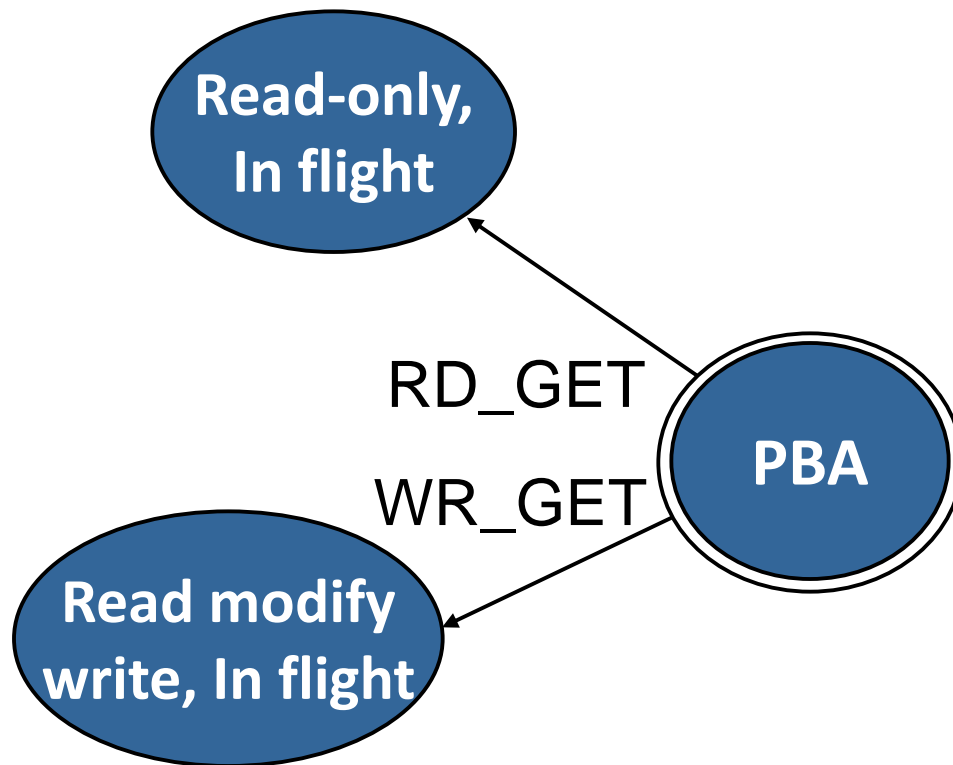 Read-only,
In flight
RD_GET
PBA
WR_GET
Read modify
write, In flight